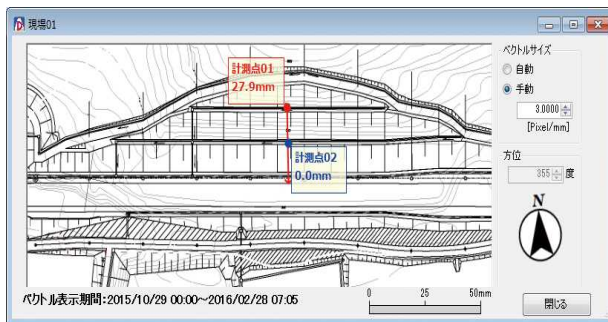 現場01
計測点01
27.9mm
計測点02
0.0mm
ベクトルサイズ
自動
手動
3.0000
[Pixel/mm]
方位
355 度
N
ベクトル表示期間:2015/10/29 00:00～2016/02/28 07:05
0 25 50mm
閉じる